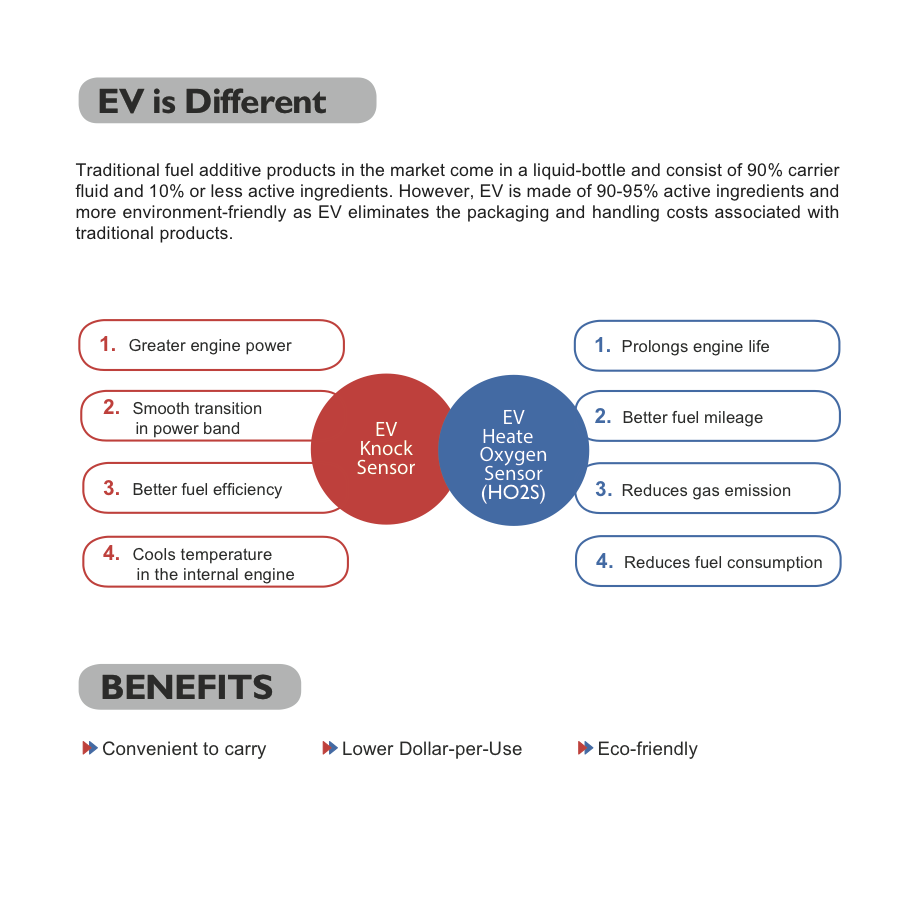 EV is Different
Traditional fuel additive products in the market come in a liquid-bottle and consist of 90% carrier
fluid and 10% or less active ingredients. However, EV is made of 90-95% active ingredients and
more environment-friendly as EV eliminates the packaging and handling costs associated with
traditional products.
1. Greater engine power
2. Smooth transition
in power band
3. Better fuel efficiency
4. Cools temperature
in the internal engine
EV
Knock
Sensor
EV
Heate
Oxygen
Sensor
(HO2S)
1. Prolongs engine life
2. Better fuel mileage
3. Reduces gas emission
4. Reduces fuel consumption
BENEFITS
Convenient to carry
Lower Dollar-per-Use
Eco-friendly